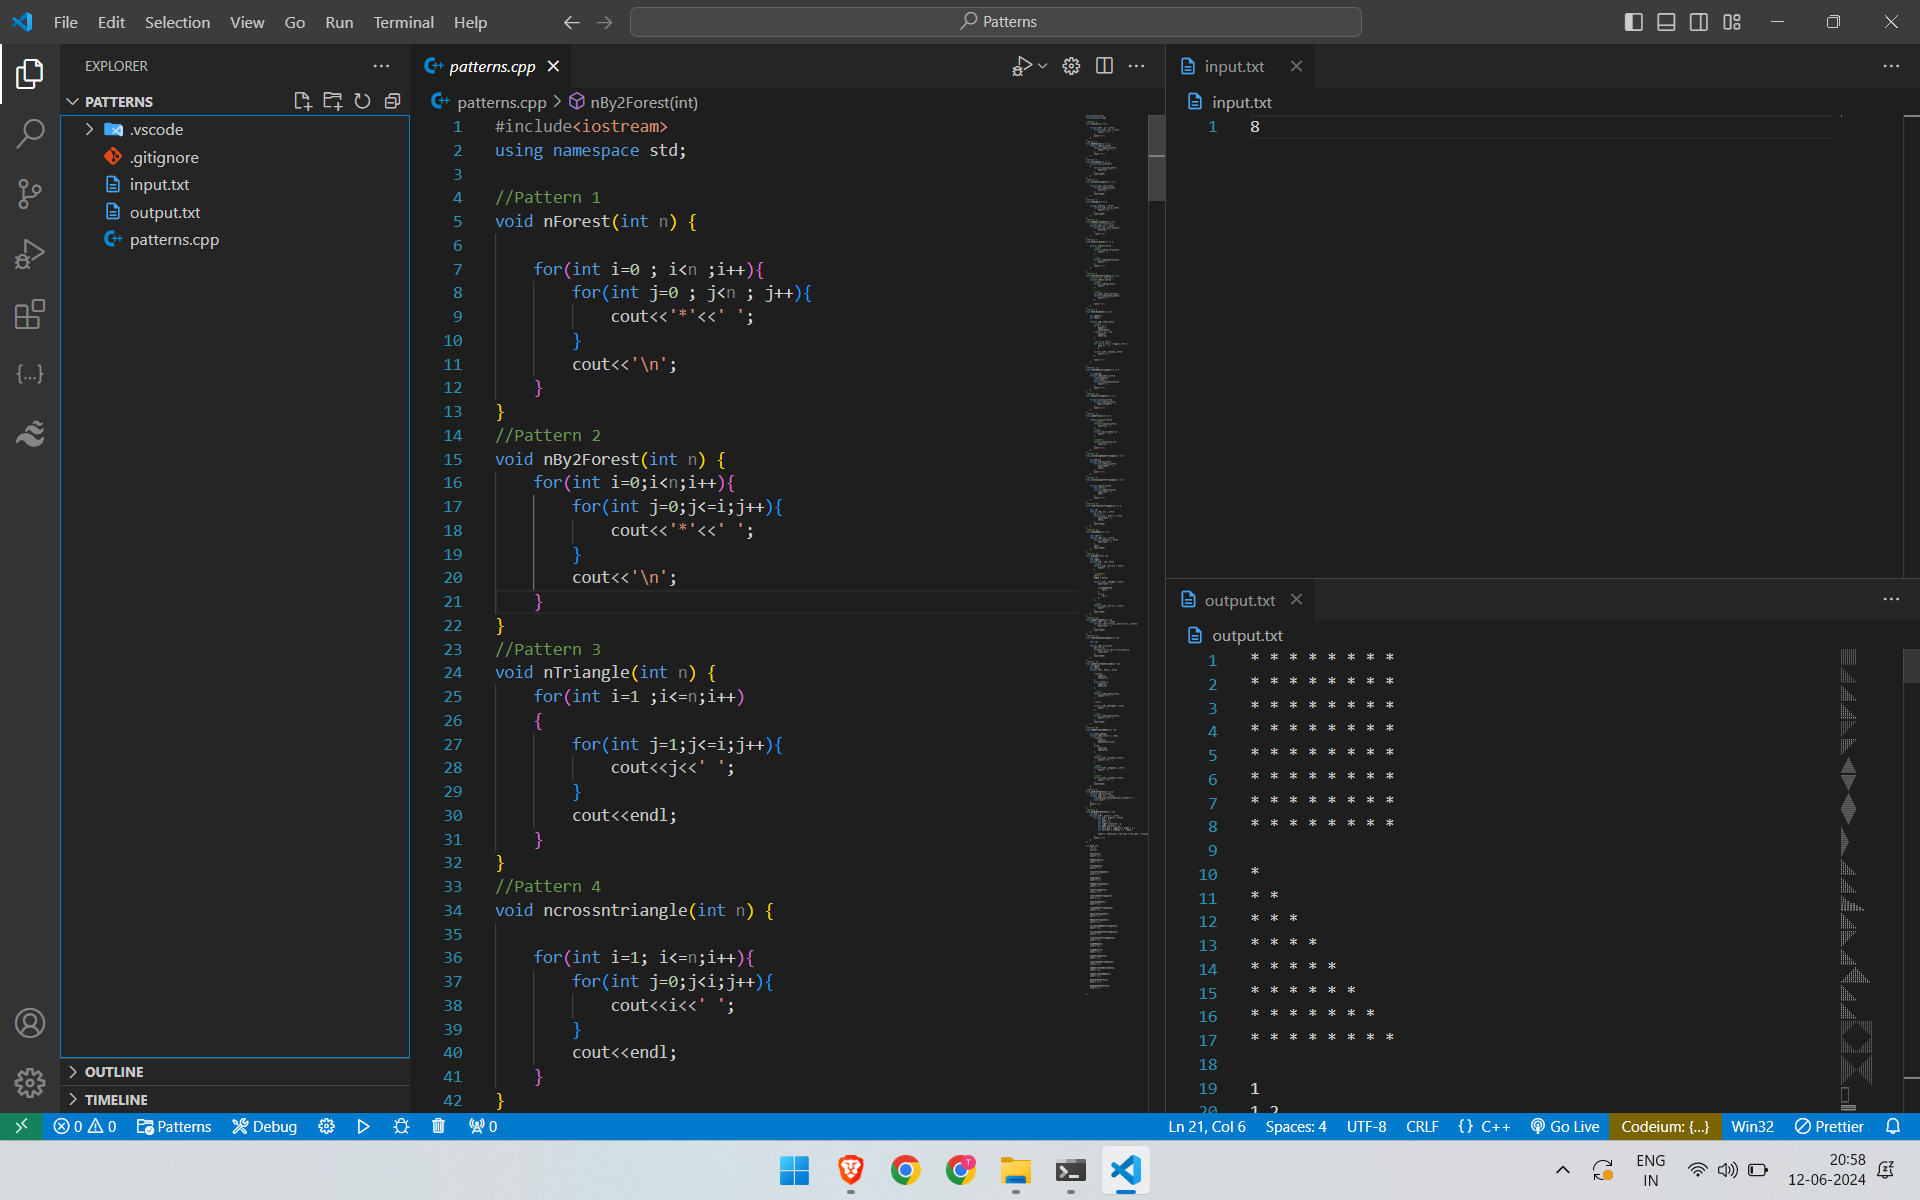 File Edit Selection View Go Run Terminal Help
Patterns
EXPLORER
PATTERNS
.vscode
.gitignore
input.txt
output.txt
patterns.cpp
OUTLINE
TIMELINE
patterns.cpp
patterns.cpp > nBy2Forest(int)
1 #include<iostream>
2 using namespace std;
3
4 //Pattern 1
5 void nForest(int n) {
6
7 for(int i=0 ; i<n ;i++){
8 for(int j=0 ; j<n ; j++){
9 cout<<'*'<<' ';
10 }
11 cout<<'\n';
12 }
13 }
14 //Pattern 2
15 void nBy2Forest(int n) {
16 for(int i=0;i<n;i++){
17 for(int j=0;j<=i;j++){
18 cout<<'*'<<' ';
19 }
20 cout<<'\n';
21 }
22 }
23 //Pattern 3
24 void nTriangle(int n) {
25 for(int i=1 ;i<=n;i++)
26 {
27 for(int j=1;j<=i;j++){
28 cout<<j<<' ';
29 }
30 cout<<endl;
31 }
32 }
33 //Pattern 4
34 void ncrossntriangle(int n) {
35
36 for(int i=1; i<=n;i++){
37 for(int j=0;j<i;j++){
38 cout<<i<<' ';
39 }
40 cout<<endl;
41 }
42 }
input.txt
input.txt
1 8
output.txt
output.txt
1 * * * * * * * *
2 * * * * * * * *
3 * * * * * * * *
4 * * * * * * * *
5 * * * * * * * *
6 * * * * * * * *
7 * * * * * * * *
8 * * * * * * * *
9
10 *
11 * *
12 * * *
13 * * * *
14 * * * * *
15 * * * * * *
16 * * * * * * *
17 * * * * * * * *
18
19 1
20 1 2
0 0 Patterns Debug 0 Ln 21, Col 6 Spaces: 4 UTF-8 CRLF {} C++ Go Live Codeium: {...} Win32 Prettier
ENG
IN
20:58
12-06-2024